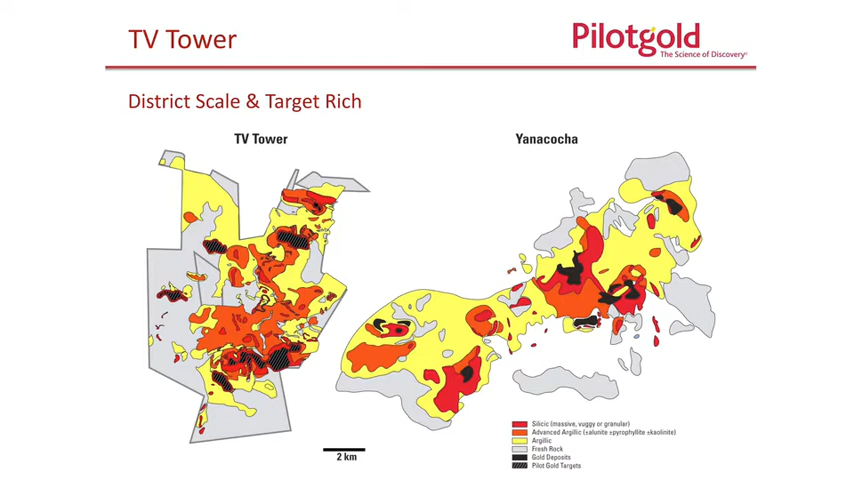 TV Tower
Pilotgold
The Science of Discovery
District Scale & Target Rich
TV Tower
Yanacocha
2 km
Silicic (massive, vuggy or granular)
Advanced Argillic (±alunite ±pyrophyllite ±kaolinite)
Argillic
Fresh Rock
Gold Deposits
Pilot Gold Targets